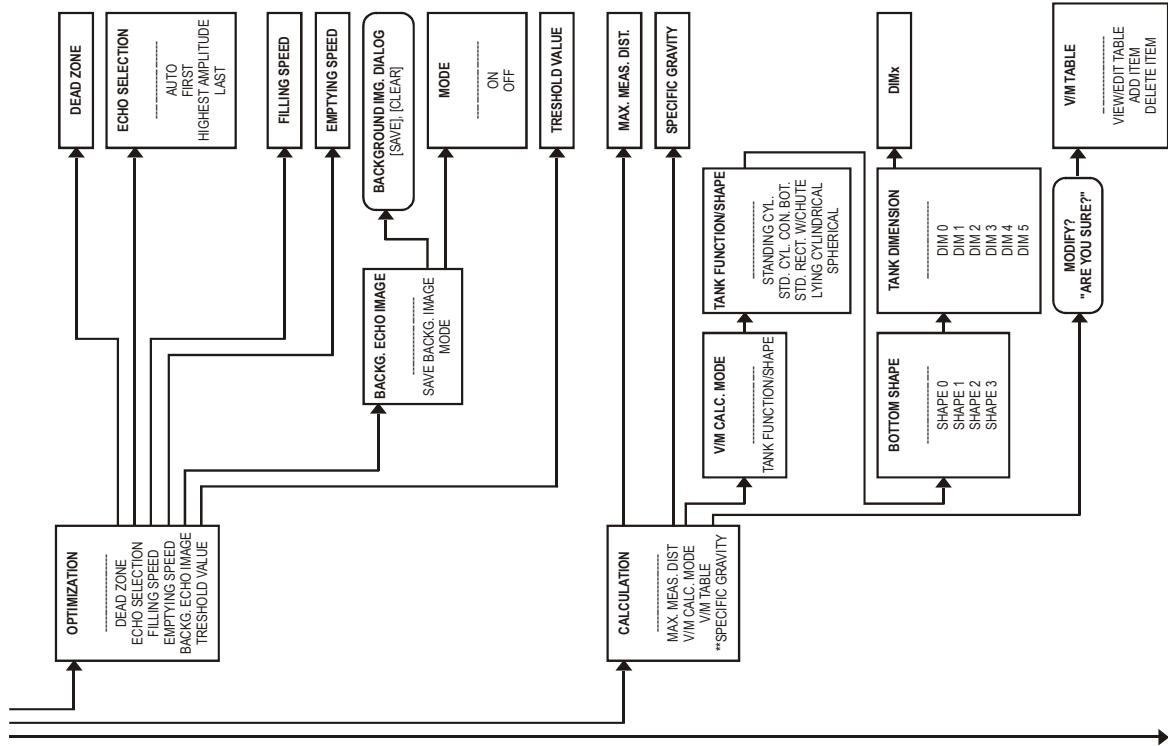 OPTIMIZATION
--------------------
DEAD ZONE
ECHO SELECTION
FILLING SPEED
EMPTYING SPEED
BACKG. ECHO IMAGE
TRESHOLD VALUE
DEAD ZONE
ECHO SELECTION
--------------------
AUTO
FIRST
HIGHEST AMPLITUDE
LAST
FILLING SPEED
EMPTYING SPEED
BACKG. ECHO IMAGE
--------------------
SAVE BACKG. IMAGE
MODE
BACKGROUND IMG. DIALOG
[SAVE], [CLEAR]
MODE
--------------------
ON
OFF
TRESHOLD VALUE
CALCULATION
--------------------
MAX. MEAS. DIST
V/M CALC. MODE
V/M TABLE
**SPECIFIC GRAVITY
MAX. MEAS. DIST.
SPECIFIC GRAVITY
V/M CALC. MODE
--------------------
TANK FUNCTION/SHAPE
TANK FUNCTION/SHAPE
--------------------
STANDING CYL.
STD. CYL. CON.BOT.
STD. RECT. W/CHUTE
LYING CYLINDRICAL
SPHERICAL
BOTTOM SHAPE
--------------------
SHAPE 0
SHAPE 1
SHAPE 2
SHAPE 3
TANK DIMENSION
--------------------
DIM 0
DIM 1
DIM 2
DIM 3
DIM 4
DIM 5
DIMx
MODIFY?
"ARE YOU SURE?"
V/M TABLE
--------------------
VIEW/EDIT TABLE
ADD ITEM
DELETE ITEM